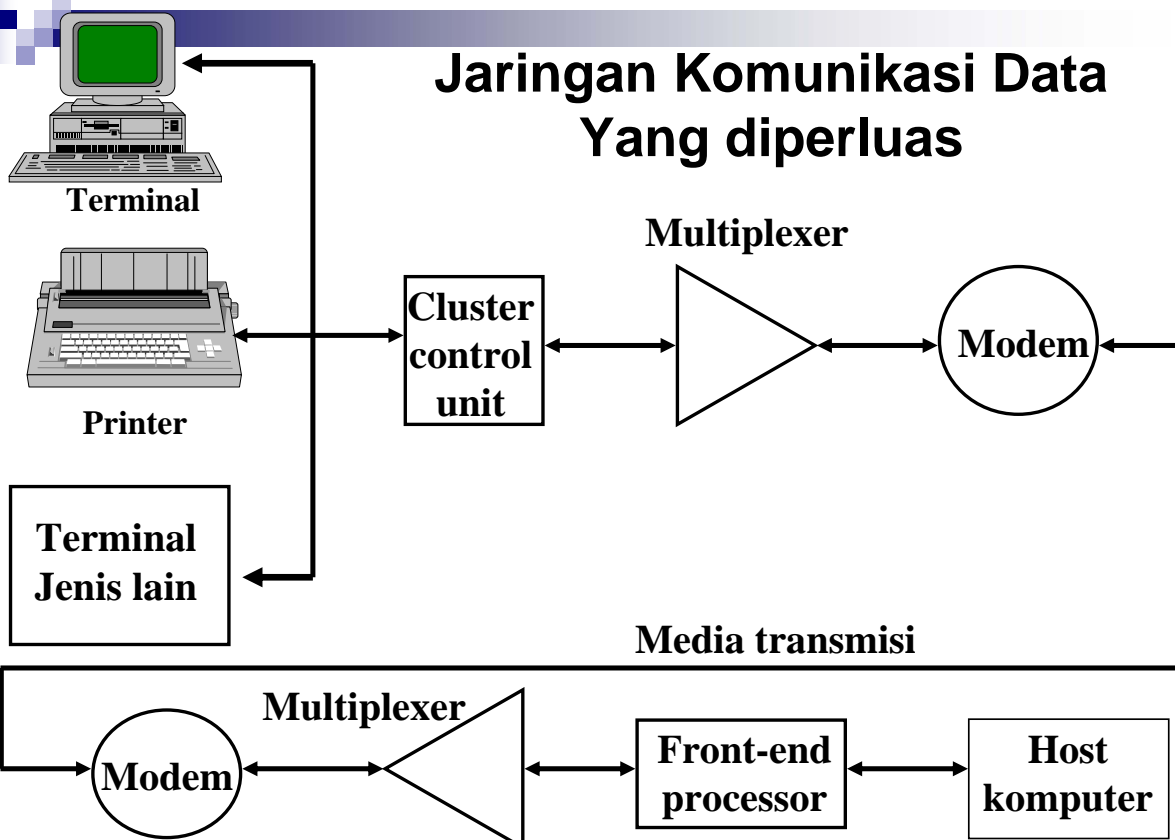 Jaringan Komunikasi Data
Yang diperluas
Terminal
Multiplexer
Cluster
control
unit
Modem
Printer
Terminal
Jenis lain
Media transmisi
Multiplexer
Modem
Front-end
processor
Host
komputer